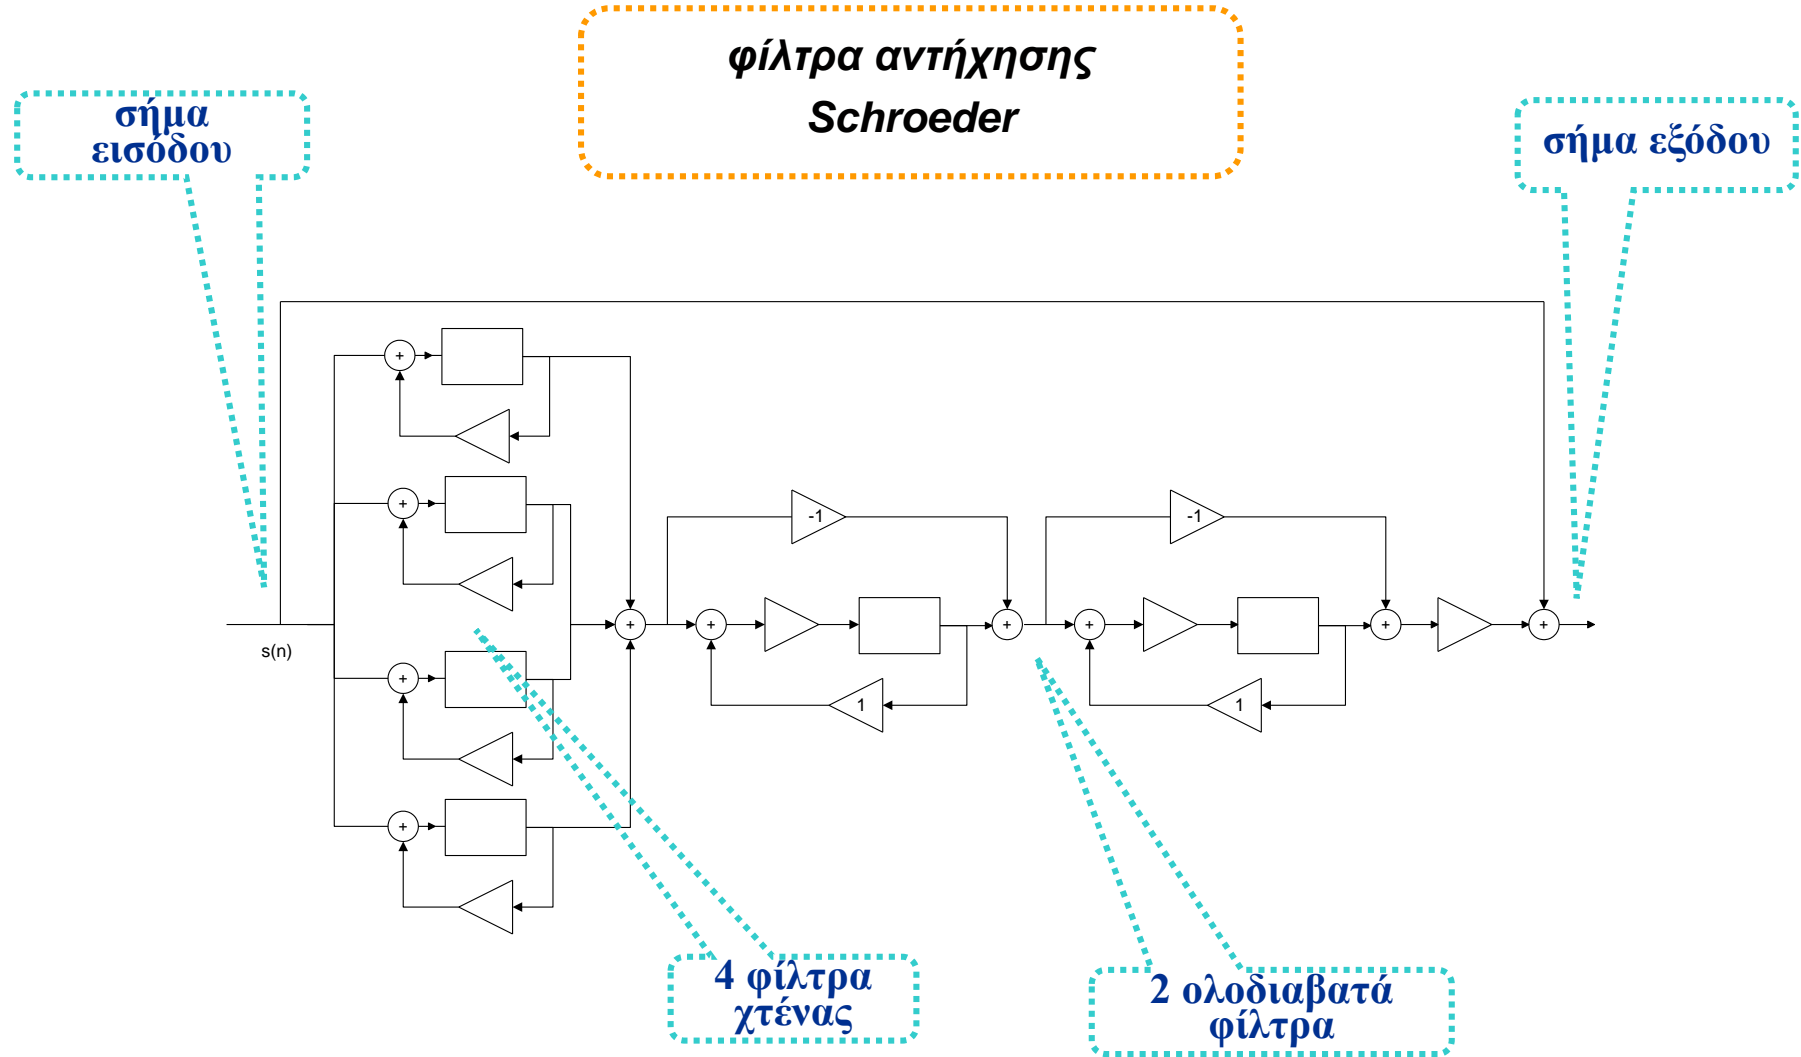 φίλτρα αντήχησης
Schroeder
σήμα
εισόδου
σήμα εξόδου
+
+
-1
-1
+
+
+
+
+
+
s(n)
+
1
1
+
4 φίλτρα
χτένας
2 ολοδιαβατά
φίλτρα